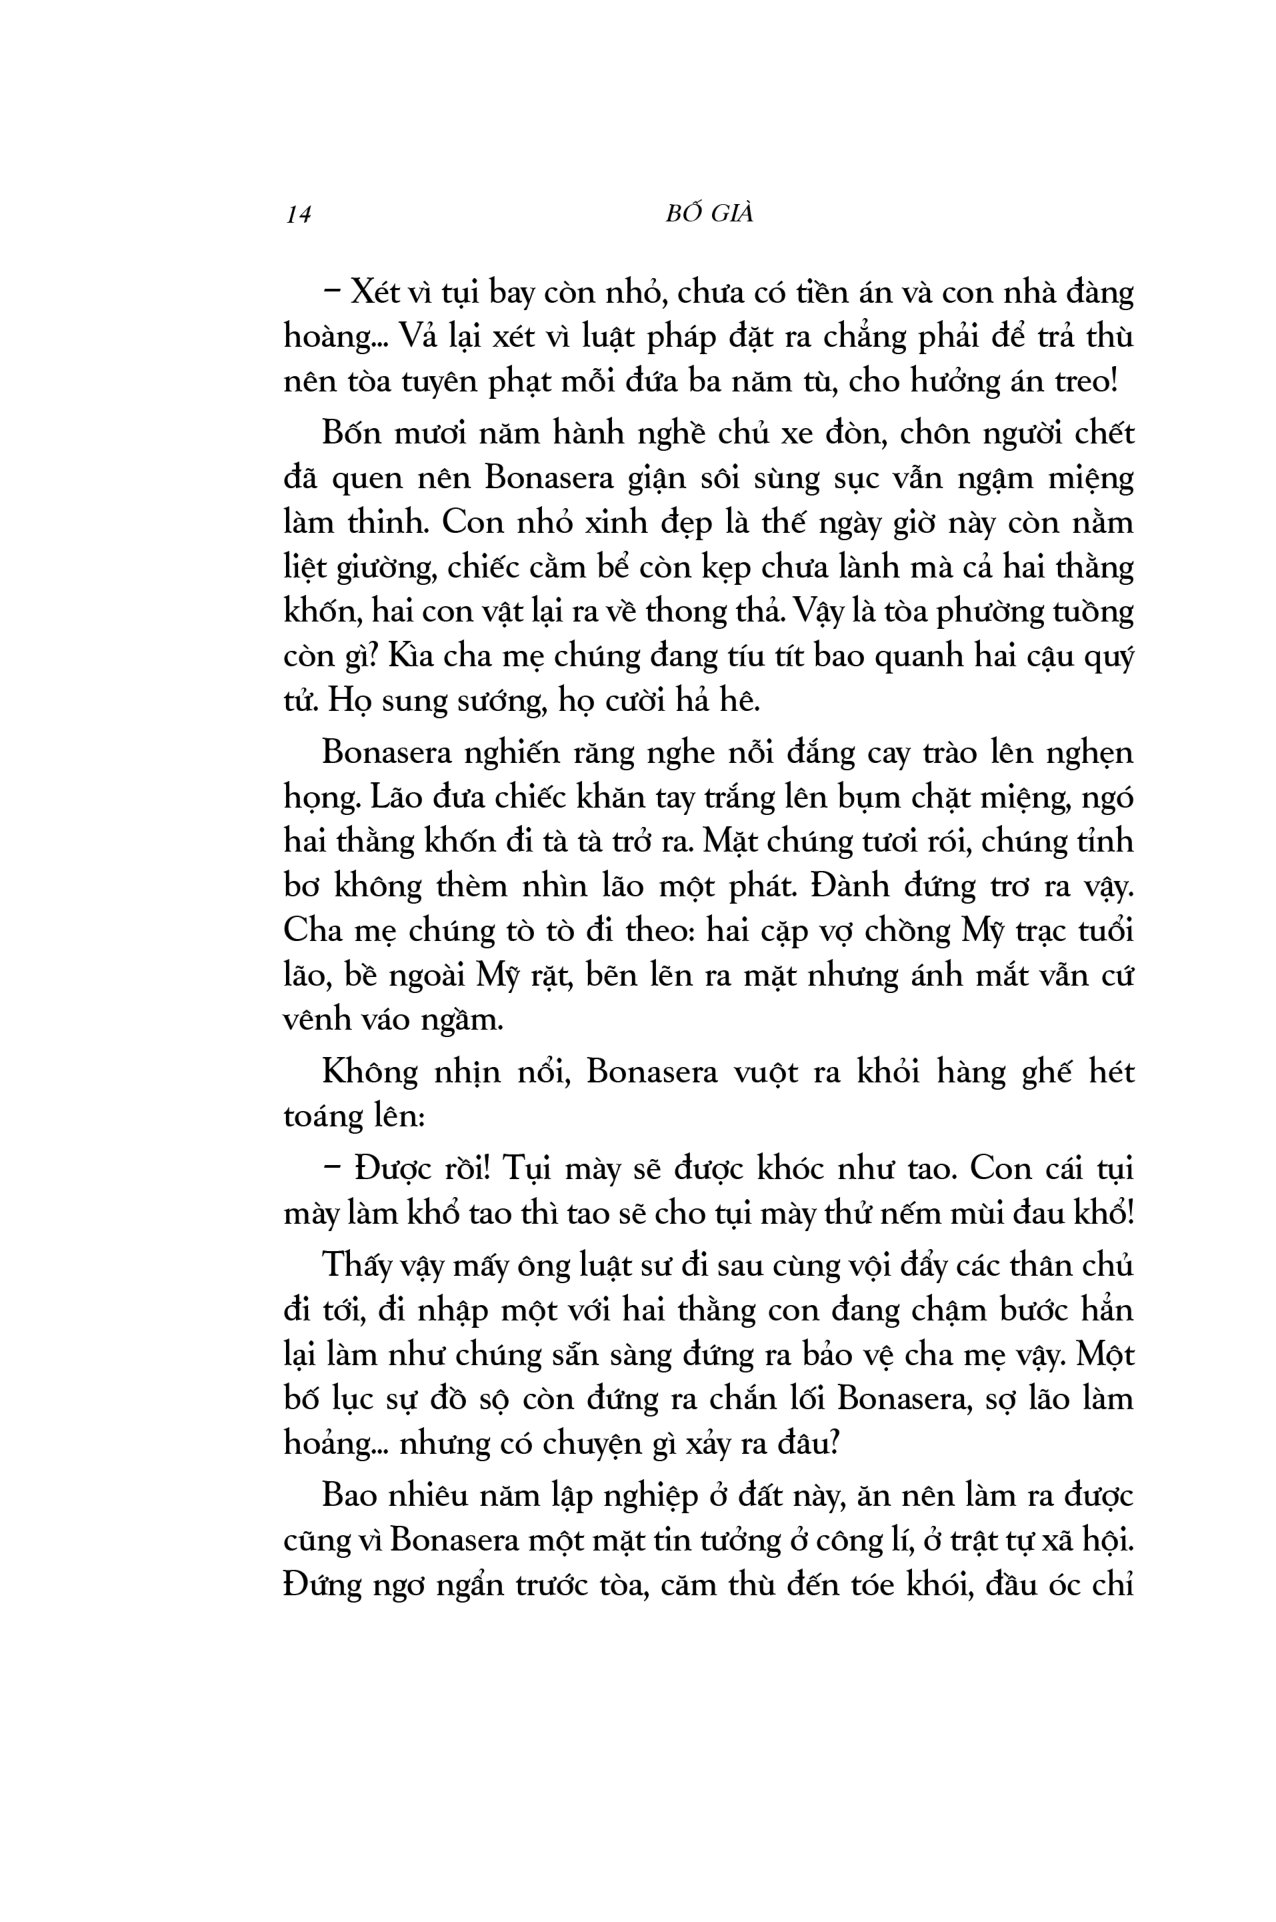 14
BỐ GIÀ
– Xét vì tụi bay còn nhỏ, chưa có tiền án và con nhà đàng
hoàng... Vả lại xét vì luật pháp đặt ra chẳng phải để trả thù
nên tòa tuyên phạt mỗi đứa ba năm tù, cho hưởng án treo!
Bốn mươi năm hành nghề chủ xe đòn, chôn người chết
đã quen nên Bonasera giận sôi sùng sục vẫn ngậm miệng
làm thinh. Con nhỏ xinh đẹp là thế ngày giờ này còn nằm
liệt giường, chiếc cằm bể còn kẹp chưa lành mà cả hai thằng
khốn, hai con vật lại ra về thong thả. Vậy là tòa phường tuồng
còn gì? Kìa cha mẹ chúng đang tíu tít bao quanh hai cậu quý
tử. Họ sung sướng, họ cười hả hê.
Bonasera nghiến răng nghe nỗi đắng cay trào lên nghẹn
họng. Lão đưa chiếc khăn tay trắng lên bụm chặt miệng, ngó
hai thằng khốn đi tà tà trở ra. Mặt chúng tươi rói, chúng tỉnh
bơ không thèm nhìn lão một phát. Đành đứng trơ ra vậy.
Cha mẹ chúng tò tò đi theo: hai cặp vợ chồng Mỹ trạc tuổi
lão, bề ngoài Mỹ rặt, bẽn lẽn ra mặt nhưng ánh mắt vẫn cứ
vênh váo ngầm.
Không nhịn nổi, Bonasera vuột ra khỏi hàng ghế hét
toáng lên:
– Được rồi! Tụi mày sẽ được khóc như tao. Con cái tụi
mày làm khổ tao thì tao sẽ cho tụi mày thử nếm mùi đau khổ!
Thấy vậy mấy ông luật sư đi sau cùng vội đẩy các thân chủ
đi tới, đi nhập một với hai thằng con đang chậm bước hẳn
lại làm như chúng sẵn sàng đứng ra bảo vệ cha mẹ vậy. Một
bố lục sự đồ sộ còn đứng ra chắn lối Bonasera, sợ lão làm
hoảng... nhưng có chuyện gì xảy ra đâu?
Bao nhiêu năm lập nghiệp ở đất này, ăn nên làm ra được
cũng vì Bonasera một mặt tin tưởng ở công lí, ở trật tự xã hội.
Đứng ngơ ngẩn trước tòa, căm thù đến tóe khói, đầu óc chỉ